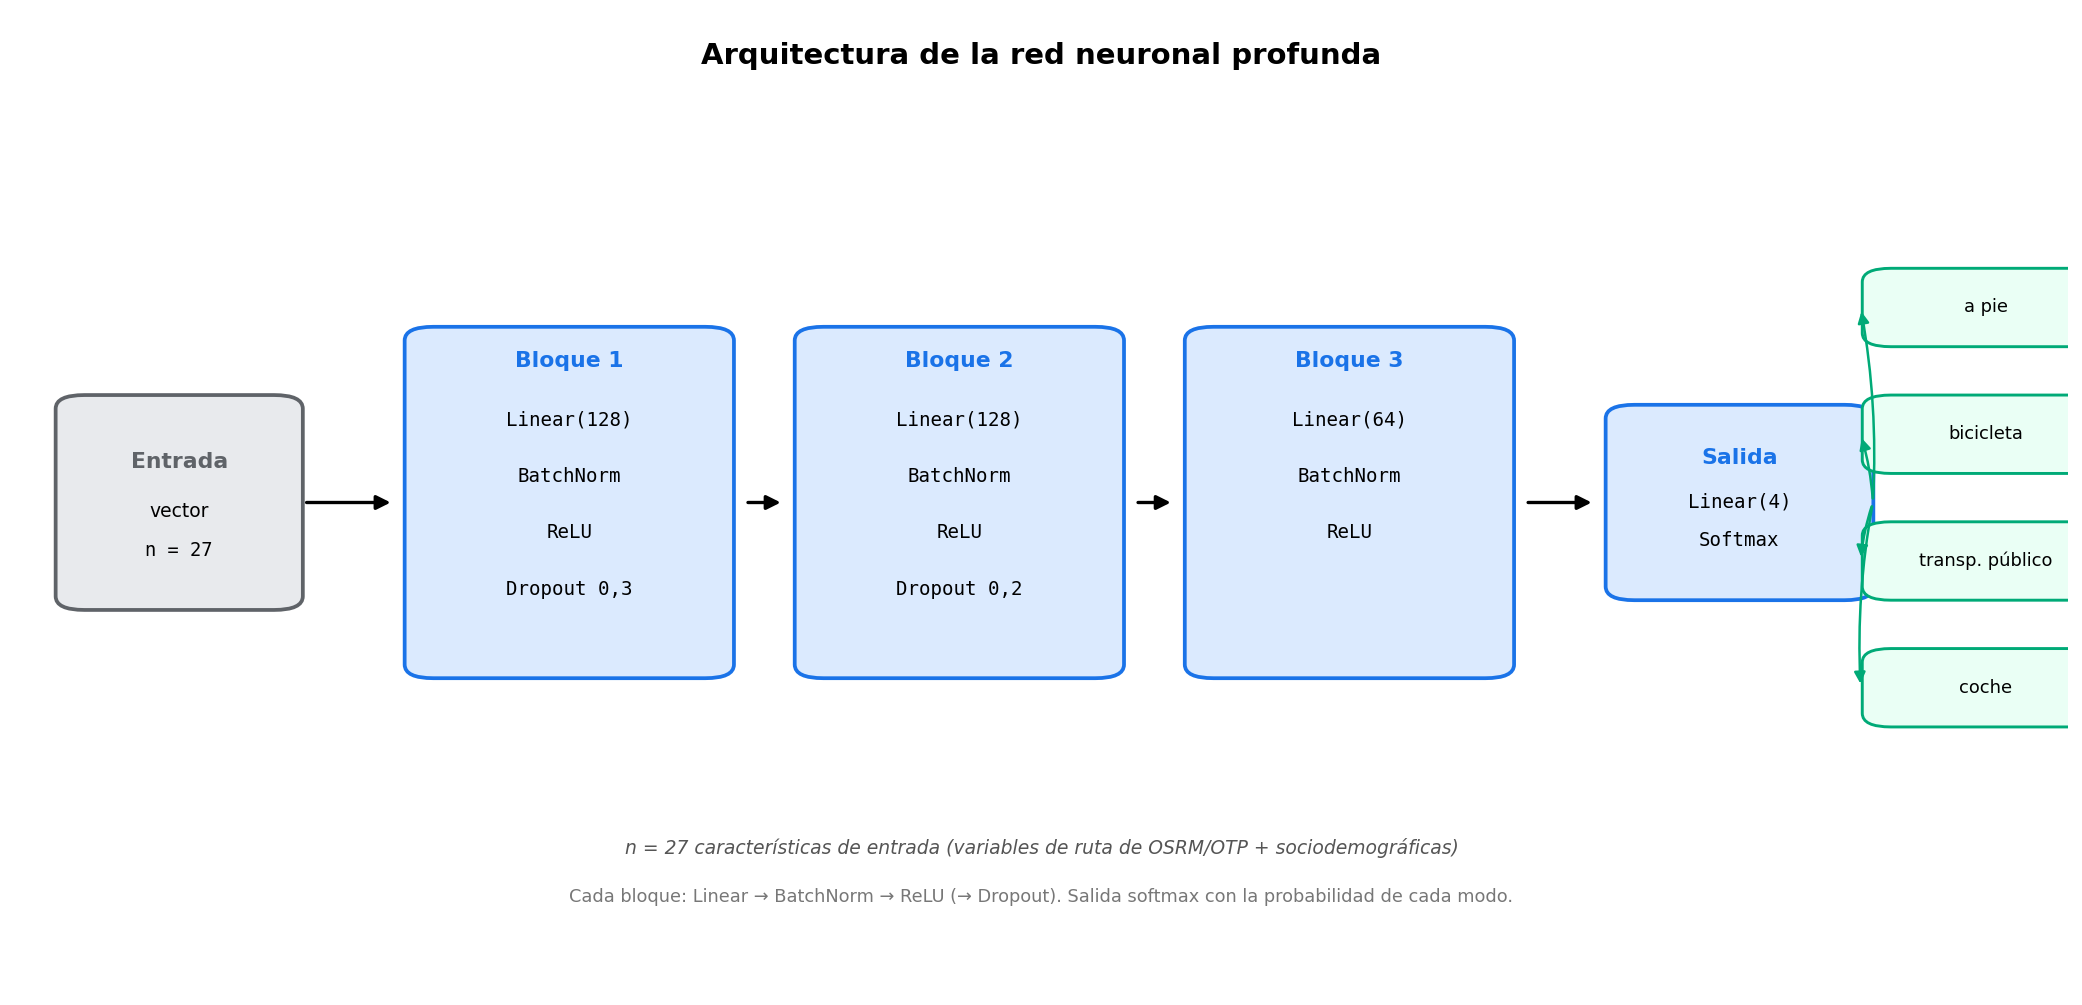 Arquitectura de la red neuronal profunda
Entrada
vector
n = 27
Bloque 1
Linear(128)
BatchNorm
ReLU
Dropout 0,3
Bloque 2
Linear(128)
BatchNorm
ReLU
Dropout 0,2
Bloque 3
Linear(64)
BatchNorm
ReLU
Salida
Linear(4)
Softmax
a pie
bicicleta
transp. público
coche
n = 27 características de entrada (variables de ruta de OSRM/OTP + sociodemográficas)
Cada bloque: Linear → BatchNorm → ReLU (→ Dropout). Salida softmax con la probabilidad de cada modo.